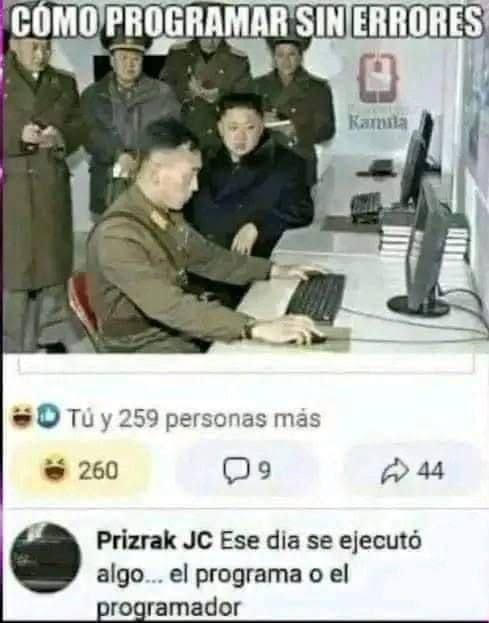 CÓMO PROGRAMAR SIN ERRORES
Kamila
Tú y 259 personas más
260
9
44
Prizrak JC Ese dia se ejecutó
algo... el programa o el
programador